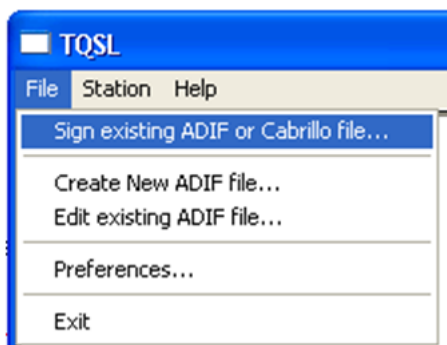 TQSL
File Station Help
Sign existing ADIF or Cabrillo file...
Create New ADIF file...
Edit existing ADIF file...
Preferences...
Exit